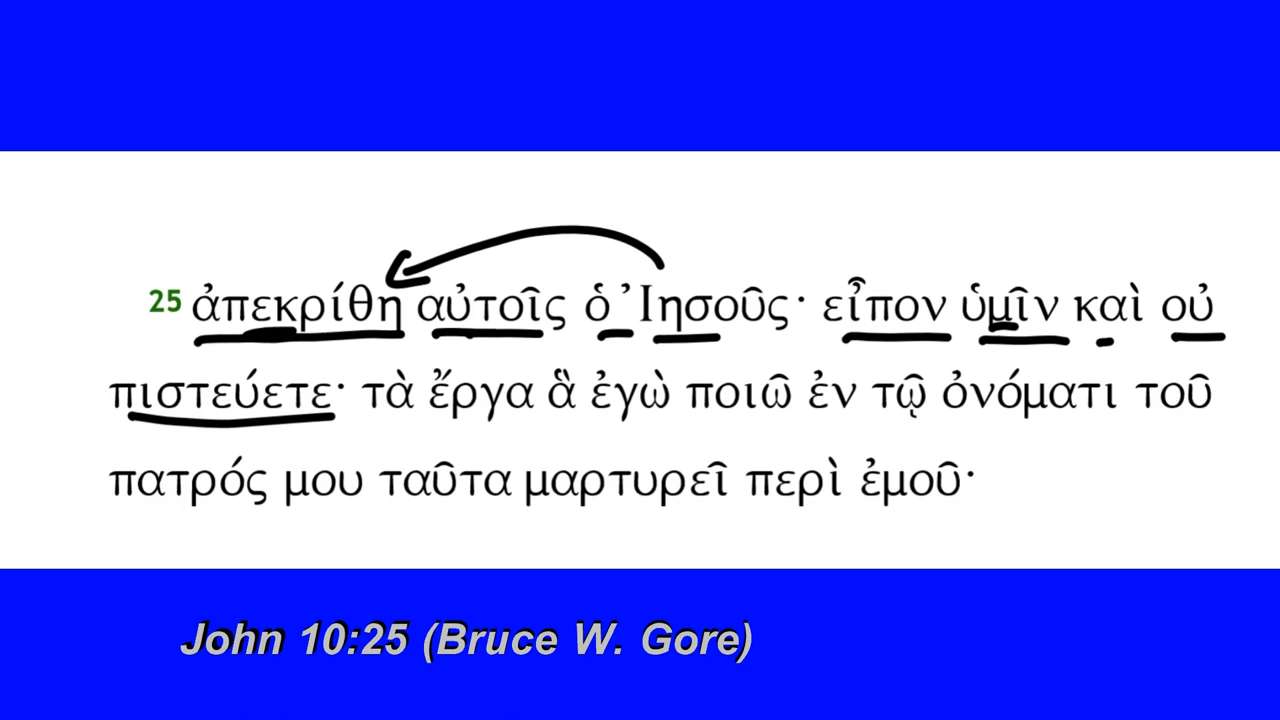 25 ἀπεκρίθη αὐτοῖς ὁ Ἰησοῦς· εἶπον ὑμῖν καὶ οὐ
πιστεύετε· τὰ ἔργα ἃ ἐγὼ ποιῶ ἐν τῷ ὀνόματι τοῦ
πατρός μου ταῦτα μαρτυρεῖ περὶ ἐμοῦ·
John 10:25 (Bruce W. Gore)